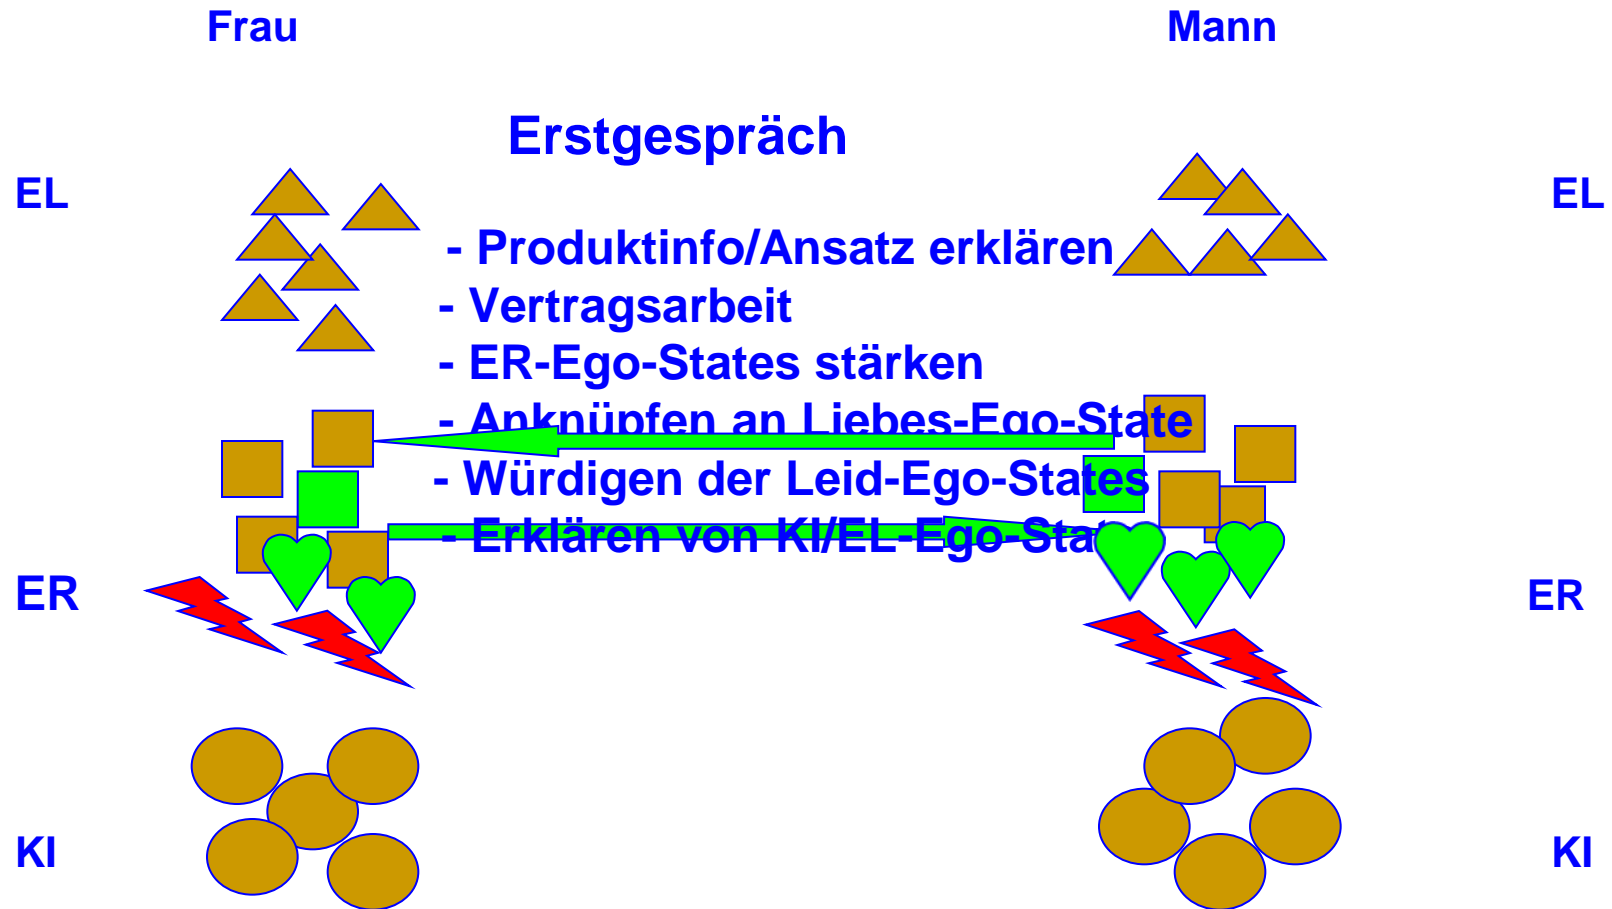 Frau Mann
Erstgespräch
EL EL
- Produktinfo/Ansatz erklären
- Vertragsarbeit
- ER-Ego-States stärken
- Anknüpfen an Liebes-Ego-State
- Würdigen der Leid-Ego-States
- Erklären von KI/EL-Ego-Stat
ER ER
KI KI